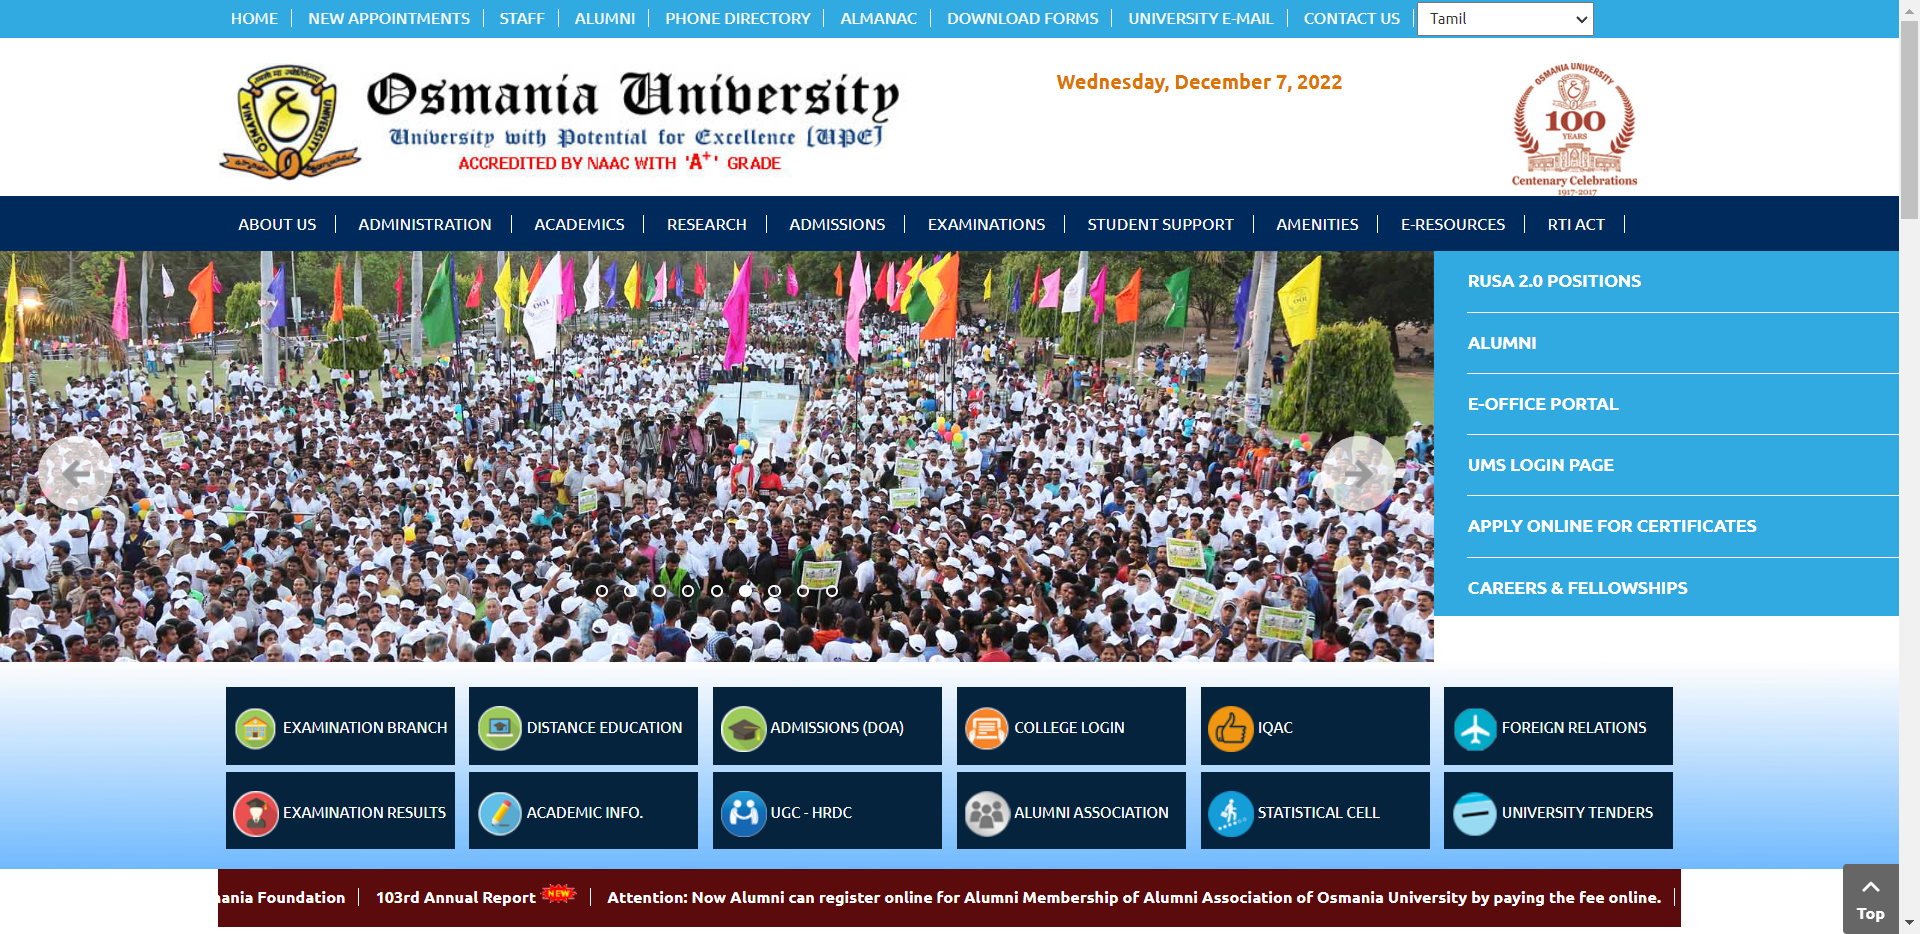 HOME NEW APPOINTMENTS STAFF ALUMNI PHONE DIRECTORY ALMANAC DOWNLOAD FORMS UNIVERSITY E-MAIL CONTACT US Tamil
Osmania University
University with Potential for Excellence [UPE]
ACCREDITED BY NAAC WITH 'A+' GRADE
OSMANIA UNIVERSITY
Wednesday, December 7, 2022
OSMANIA UNIVERSITY
100
YEARS
Centenary Celebrations
1917-2017
ABOUT US ADMINISTRATION ACADEMICS RESEARCH ADMISSIONS EXAMINATIONS STUDENT SUPPORT AMENITIES E-RESOURCES RTI ACT
RUSA 2.0 POSITIONS
ALUMNI
E-OFFICE PORTAL
UMS LOGIN PAGE
APPLY ONLINE FOR CERTIFICATES
CAREERS & FELLOWSHIPS
EXAMINATION BRANCH DISTANCE EDUCATION ADMISSIONS (DOA) COLLEGE LOGIN IQAC FOREIGN RELATIONS
EXAMINATION RESULTS ACADEMIC INFO. UGC - HRDC ALUMNI ASSOCIATION STATISTICAL CELL UNIVERSITY TENDERS
Foundation 103rd Annual Report NEW Attention: Now Alumni can register online for Alumni Membership of Alumni Association of Osmania University by paying the fee online.
Top